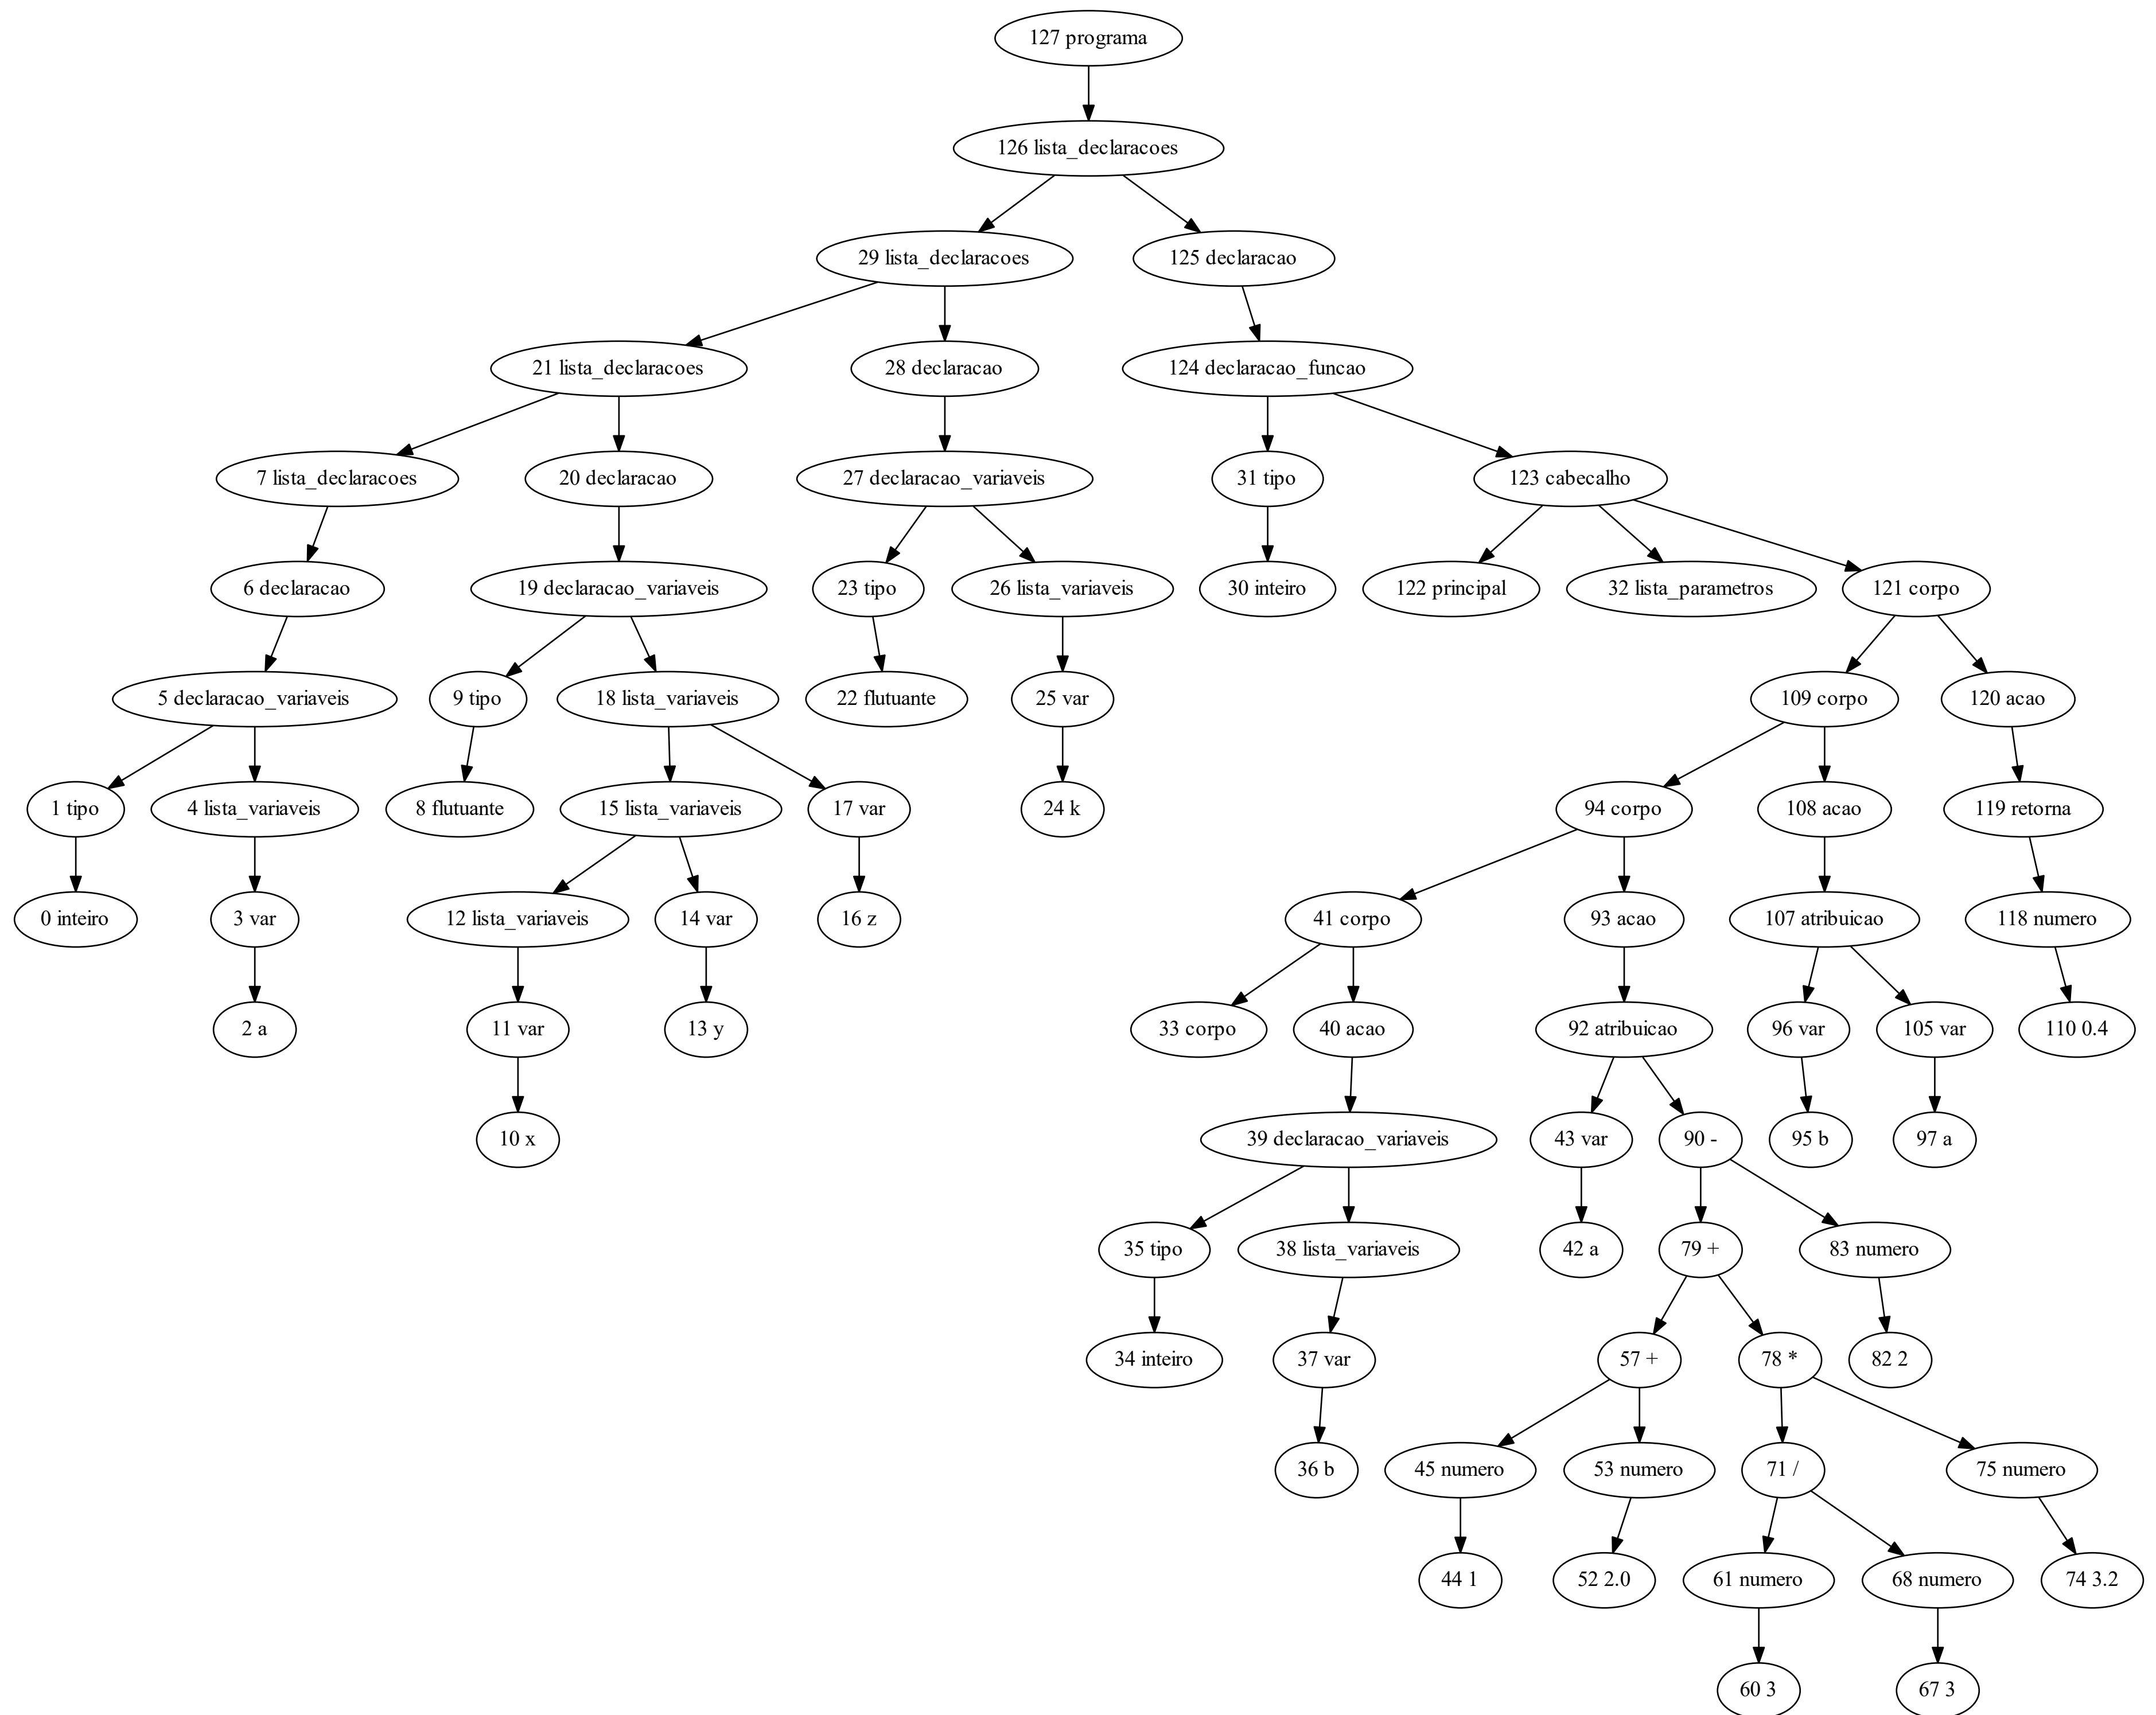 127 programa
126 lista_declaracoes
29 lista_declaracoes
125 declaracao
21 lista_declaracoes
28 declaracao
124 declaracao_funcao
7 lista_declaracoes
20 declaracao
27 declaracao_variaveis
31 tipo
123 cabecalho
6 declaracao
19 declaracao_variaveis
23 tipo
26 lista_variaveis
30 inteiro
122 principal
32 lista_parametros
121 corpo
5 declaracao_variaveis
9 tipo
18 lista_variaveis
22 flutuante
25 var
109 corpo
120 acao
1 tipo
4 lista_variaveis
8 flutuante
15 lista_variaveis
17 var
24 k
94 corpo
108 acao
119 retorna
0 inteiro
3 var
12 lista_variaveis
14 var
16 z
41 corpo
93 acao
107 atribuicao
118 numero
2 a
11 var
13 y
33 corpo
40 acao
92 atribuicao
96 var
105 var
110 0.4
10 x
39 declaracao_variaveis
43 var
90 -
95 b
97 a
35 tipo
38 lista_variaveis
42 a
79 +
83 numero
34 inteiro
37 var
57 +
78 *
82 2
36 b
45 numero
53 numero
71 /
75 numero
44 1
52 2.0
61 numero
68 numero
74 3.2
60 3
67 3